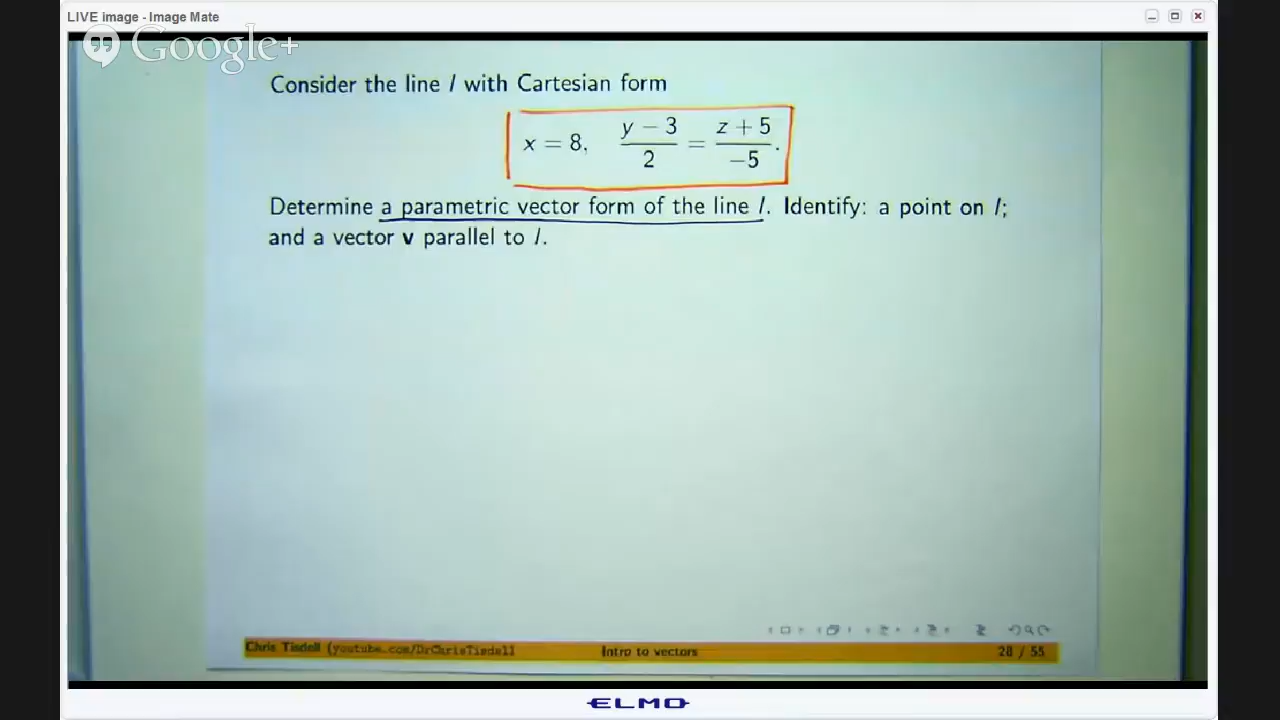 LIVE image - Image Mate
Google+
Consider the line l with Cartesian form
x = 8, \frac{y - 3}{2} = \frac{z + 5}{-5}.
Determine a parametric vector form of the line l. Identify: a point on l;
and a vector v parallel to l.
Chris Tisdell (youtube.com/DrChrisTisdell Intro to vectors 28 / 55
ELMO